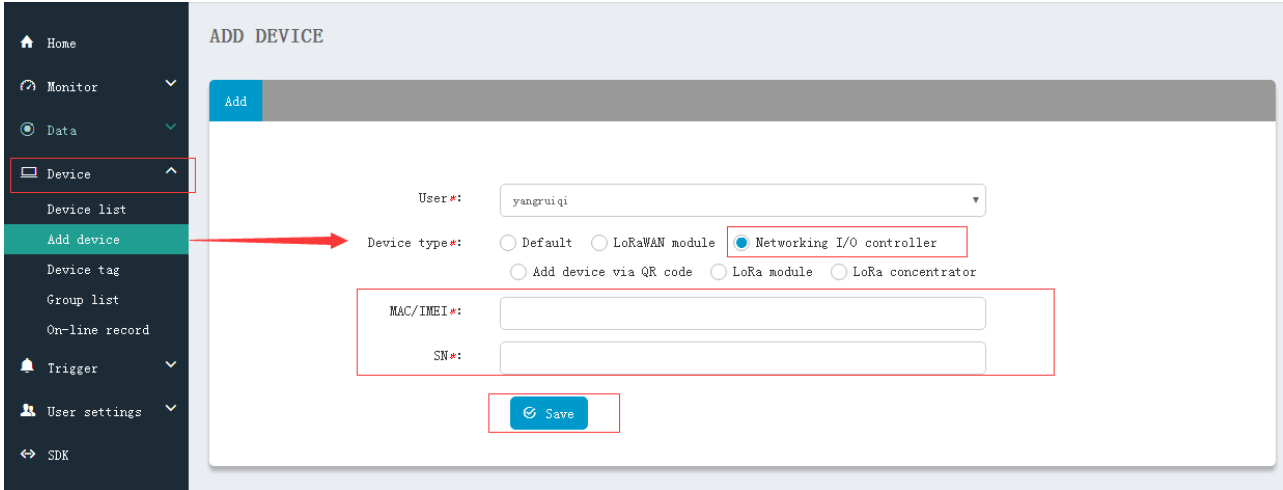 Home
Monitor
Data
Device
Device list
Add device
Device tag
Group list
On-line record
Trigger
User settings
SDK
ADD DEVICE
Add
User*:
yangruiqi
Device type*:
Default LoRaWAN module Networking I/O controller
Add device via QR code LoRa module LoRa concentrator
MAC/IMEI*:
SN*:
Save